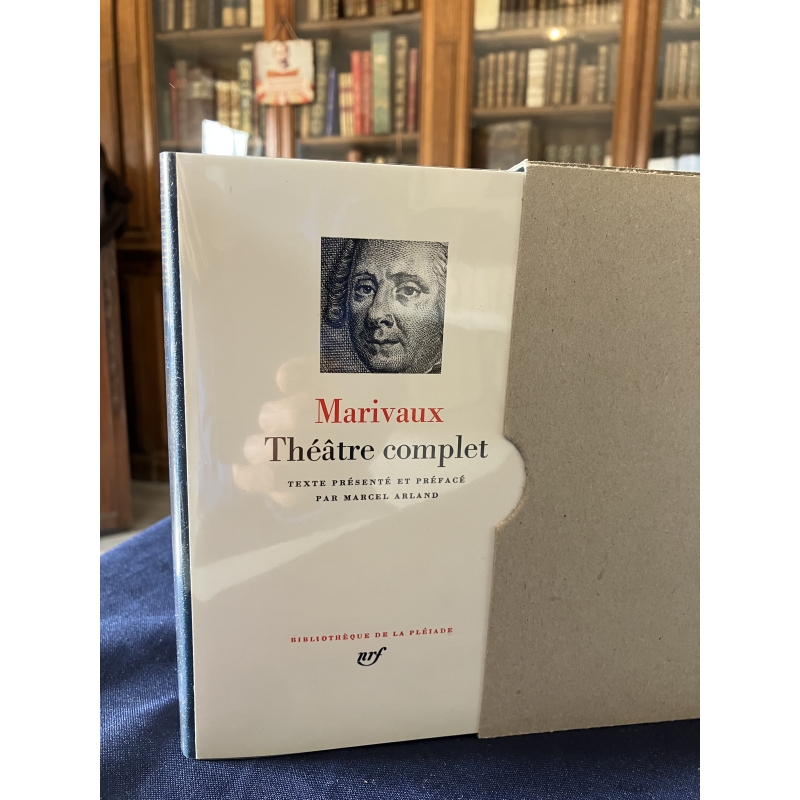 Marivaux
Théâtre complet
TEXTE PRÉSENTÉ ET PRÉFACÉ
PAR MARCEL ARLAND
BIBLIOTHÈQUE DE LA PLÉIADE
nrf